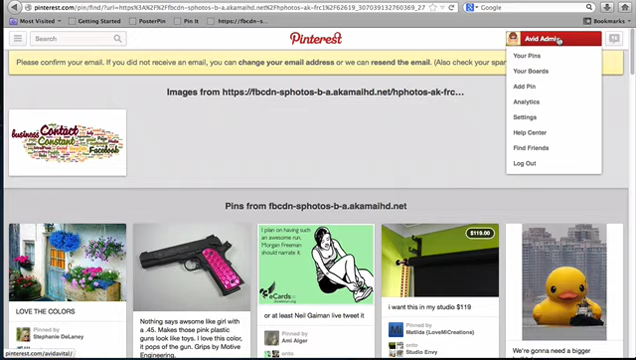 pinterest.com/pin/find/?url=https%3A%2F%2Ffbcdn-sphotos-b-a.akamaihd.net%2Fhphotos-ak-frc1%2F62619_307039132760369_27
Google
Most Visited
Getting Started
PosterPin
Pin It
https://fbcdn-sphotos...
Bookmarks
Search
Pinterest
Avid Admin
Please confirm your email. If you did not receive an email, you can change your email address or we can resend the email. (Also check your spam
Your Pins
Your Boards
Add Pin
Analytics
Settings
Help Center
Find Friends
Log Out
Images from https://fbcdn-sphotos-b-a.akamaihd.net/hphotos-ak-frc...
business
Contact
Constant
Facebook
Pins from fbcdn-sphotos-b-a.akamaihd.net
LOVE THE COLORS
Pinned by
Stephanie DeLaney
Nothing says awsome like girl with
a .45. Makes those pink plastic
guns look like toys. I love this color,
it pops of the gun. Grips by Motive
Engineering.
I plan on having such
an awesome run,
Morgan Freeman
should narrate it.
eCards
or at least Neil Gaiman live tweet it
Pinned by
Ami Alger
$119.00
i want this in my studio $119
Pinned by
Matilda (LoveMiCreations)
onto
Studio Envy
We're gonna need a bigger
pinterest.com/avidavital/